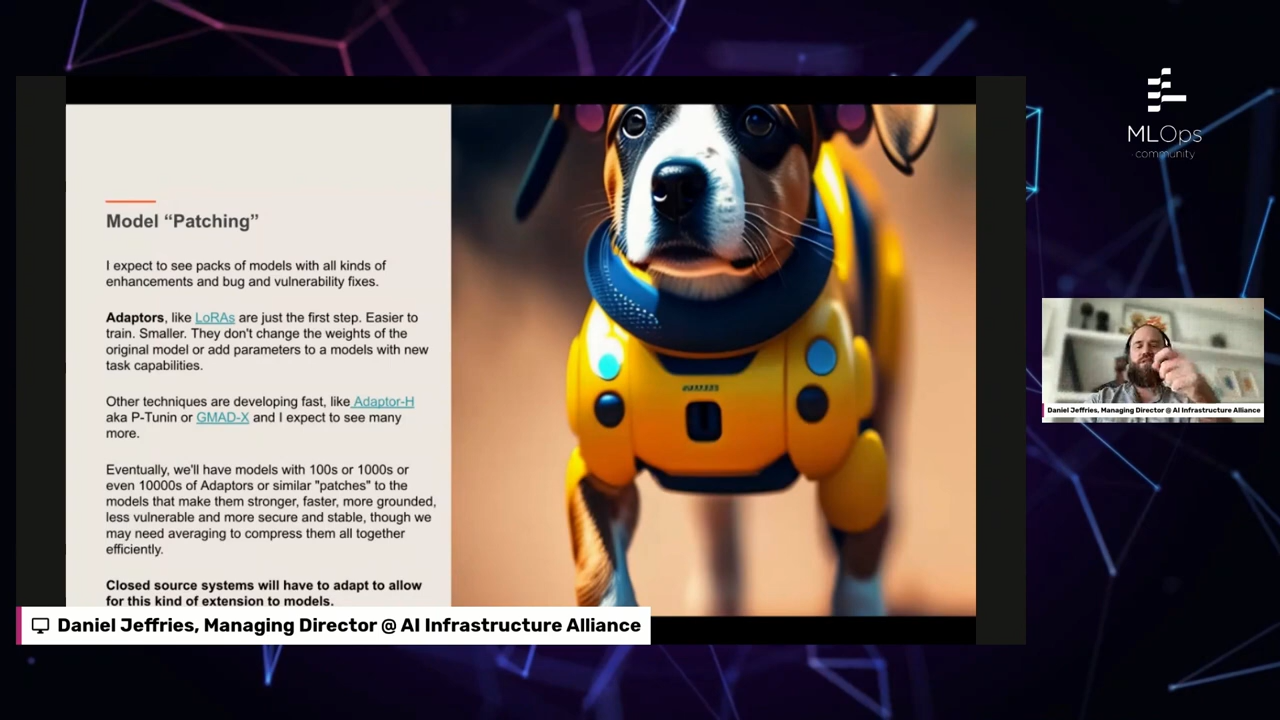 MLOps
community
Model “Patching”
I expect to see packs of models with all kinds of
enhancements and bug and vulnerability fixes.
Adaptors, like LoRAs are just the first step. Easier to
train. Smaller. They don't change the weights of the
original model or add parameters to a models with new
task capabilities.
Other techniques are developing fast, like Adaptor-H
aka P-Tunin or GMAD-X and I expect to see many
more.
Eventually, we'll have models with 100s or 1000s or
even 10000s of Adaptors or similar "patches" to the
models that make them stronger, faster, more grounded,
less vulnerable and more secure and stable, though we
may need averaging to compress them all together
efficiently.
Closed source systems will have to adapt to allow
for this kind of extension to models.
Daniel Jeffries, Managing Director @ AI Infrastructure Alliance
Daniel Jeffries, Managing Director @ AI Infrastructure Alliance